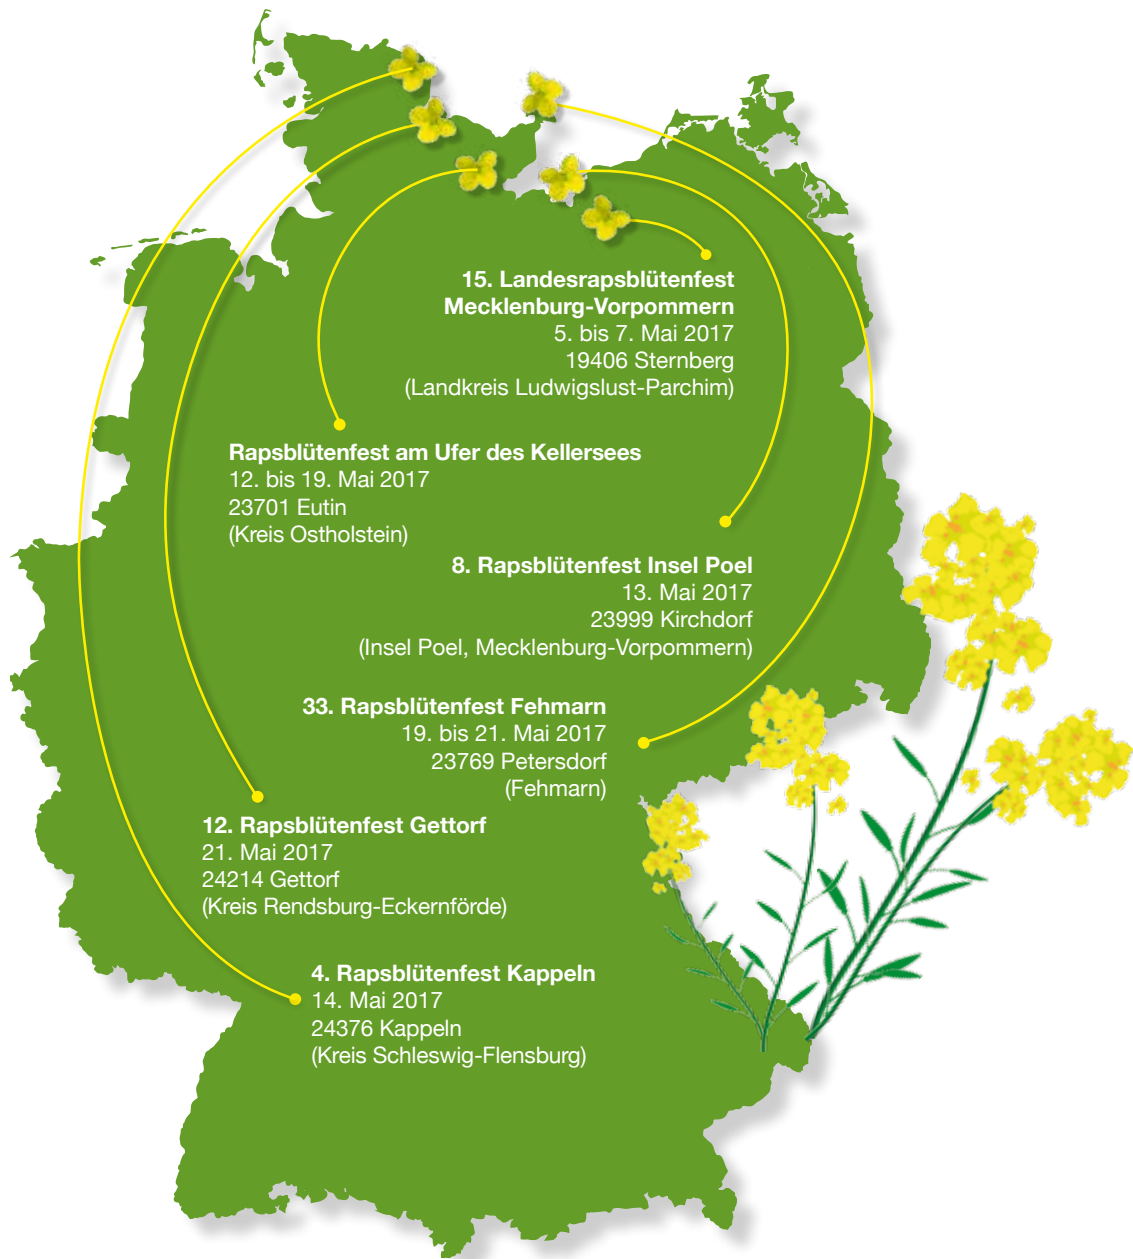 15. Landesrapsblütenfest
Mecklenburg-Vorpommern
5. bis 7. Mai 2017
19406 Sternberg
(Landkreis Ludwigslust-Parchim)
Rapsblütenfest am Ufer des Kellersees
12. bis 19. Mai 2017
23701 Eutin
(Kreis Ostholstein)
8. Rapsblütenfest Insel Poel
13. Mai 2017
23999 Kirchdorf
(Insel Poel, Mecklenburg-Vorpommern)
33. Rapsblütenfest Fehmarn
19. bis 21. Mai 2017
23769 Petersdorf
(Fehmarn)
12. Rapsblütenfest Gettorf
21. Mai 2017
24214 Gettorf
(Kreis Rendsburg-Eckernförde)
4. Rapsblütenfest Kappeln
14. Mai 2017
24376 Kappeln
(Kreis Schleswig-Flensburg)